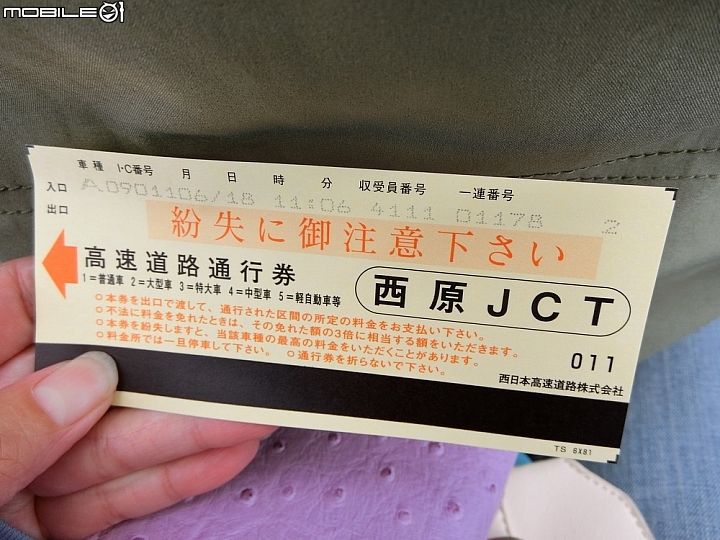 MOBILE01
車種 I・C番号 月 日 時 分 収受員番号 一連番号
入口 A0901106/18 11:06 4111 01178 2
出口
紛失に御注意下さい
高速道路通行券
1=普通車 2=大型車 3=特大車 4=中型車 5=軽自動車等
西原JCT
○本券を出口で渡して、通行された区間の所定の料金をお支払い下さい。
○不法に料金を免れたときは、その免れた額の3倍に相当する額をいただきます。
○本券を紛失しますと、当該車種の最高の料金をいただくことがあります。
○料金所では一旦停車して下さい。 ○通行券を折らないで下さい。
011
西日本高速道路株式会社
TS 6X81